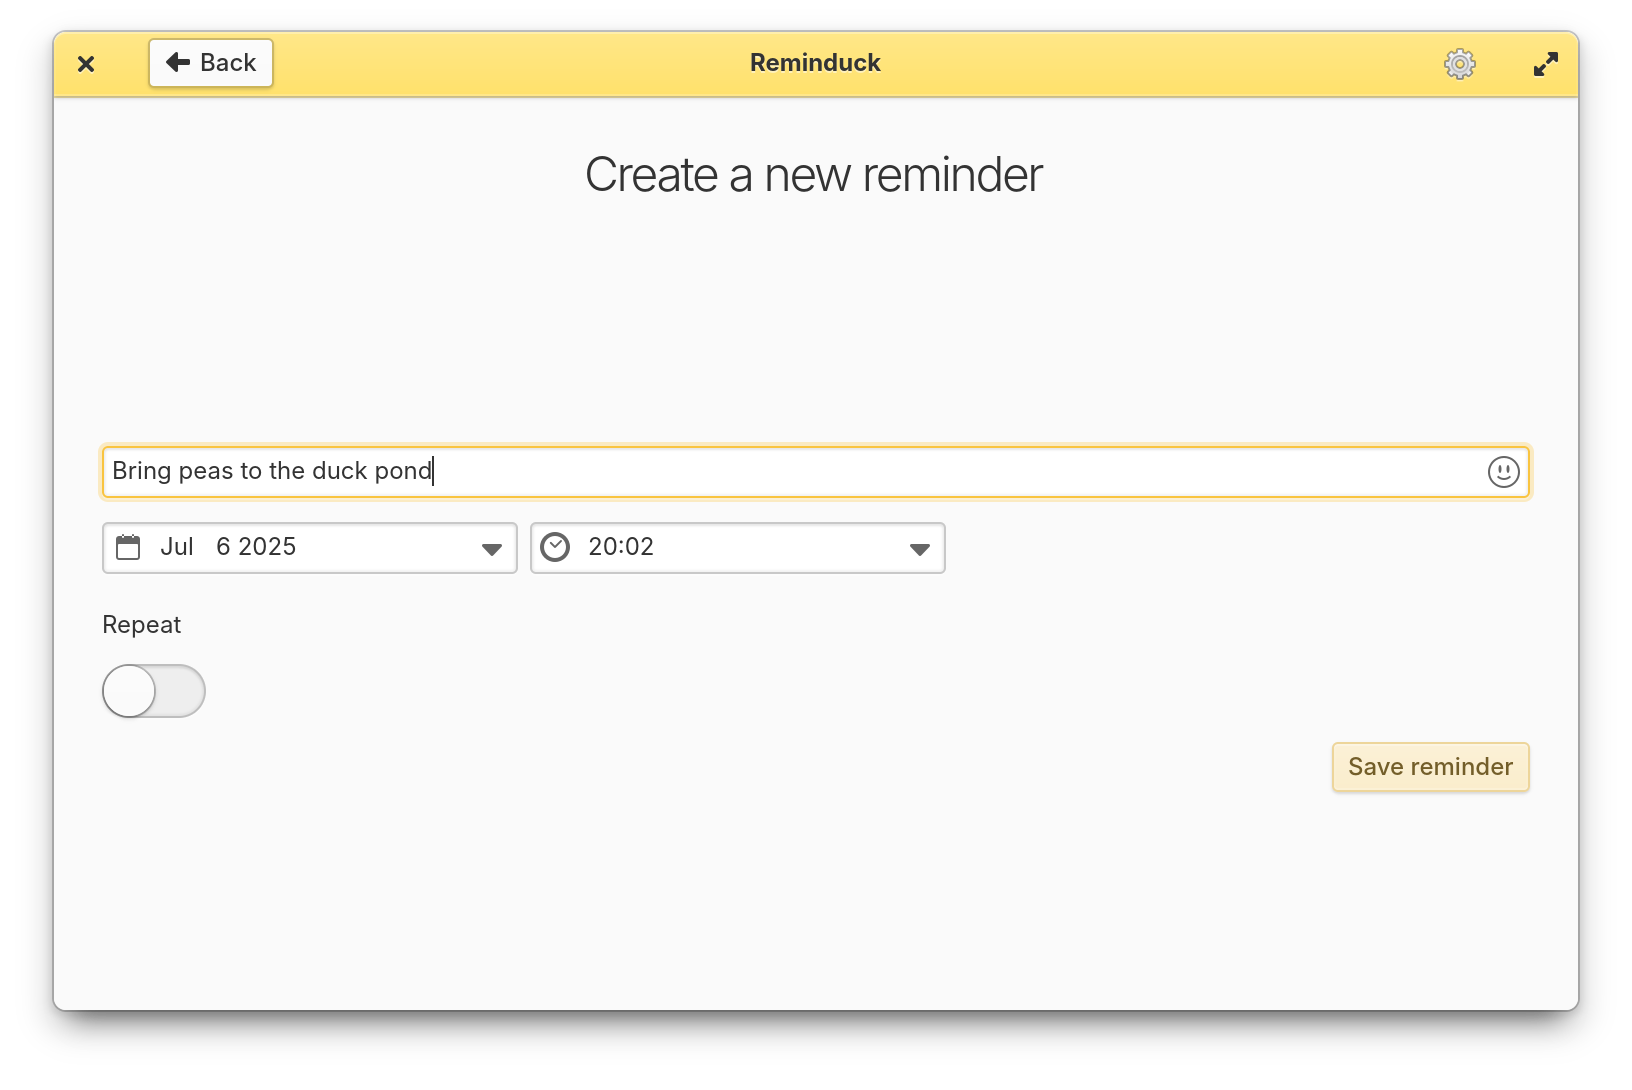 Back
Reminduck
Create a new reminder
Bring peas to the duck pond
Jul 6 2025
20:02
Repeat
Save reminder